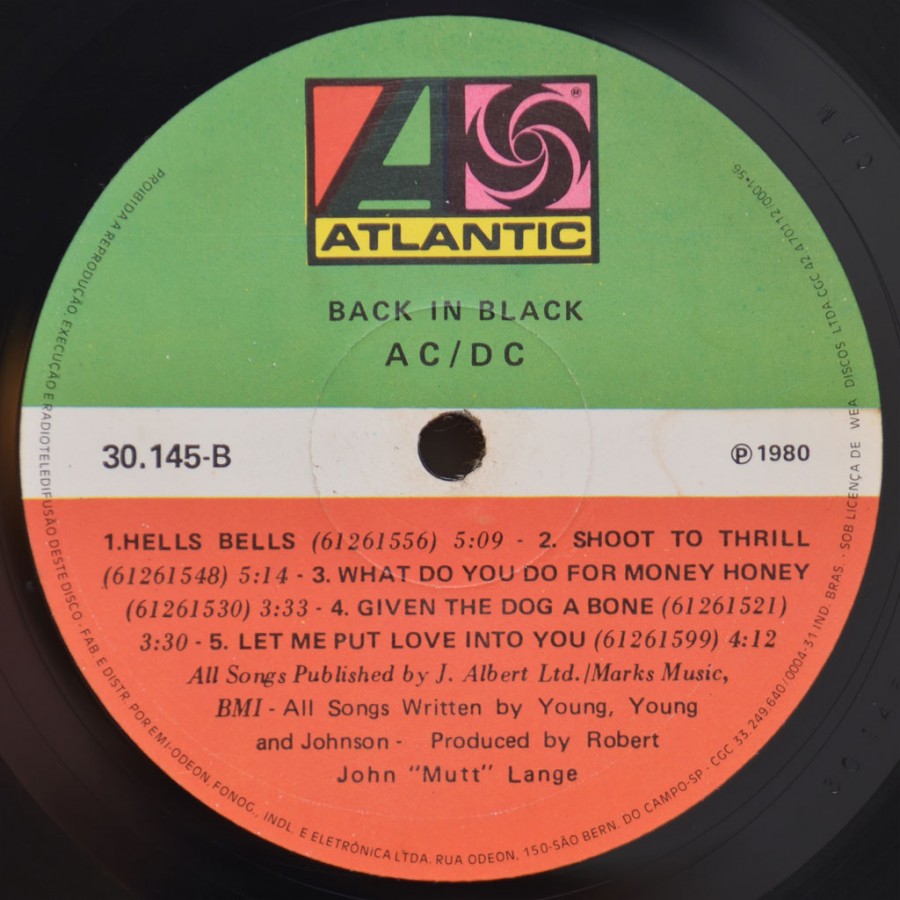 ATLANTIC
®
BACK IN BLACK
AC/DC
30.145-B
℗ 1980
1.HELLS BELLS (61261556) 5:09 - 2. SHOOT TO THRILL
(61261548) 5:14 - 3. WHAT DO YOU DO FOR MONEY HONEY
(61261530) 3:33 - 4. GIVEN THE DOG A BONE (61261521)
3:30 - 5. LET ME PUT LOVE INTO YOU (61261599) 4:12
All Songs Published by J. Albert Ltd./Marks Music,
BMI - All Songs Written by Young, Young
and Johnson - Produced by Robert
John "Mutt" Lange
PROIBIDA A REPRODUÇÃO, EXECUÇÃO E RADIOTELEDIFUSÃO DESTE DISCO - FAB. E DISTR. POR EMI-ODEON, FONOG., INDL. E ELETRÔNICA LTDA. RUA ODEON, 150-SÃO BERN. DO CAMPO-SP - CGC 33.249.640/0004-31 IND. BRAS. - SOB LICENÇA DE WEA DISCOS LTDA CGC 42 470112/0001-56